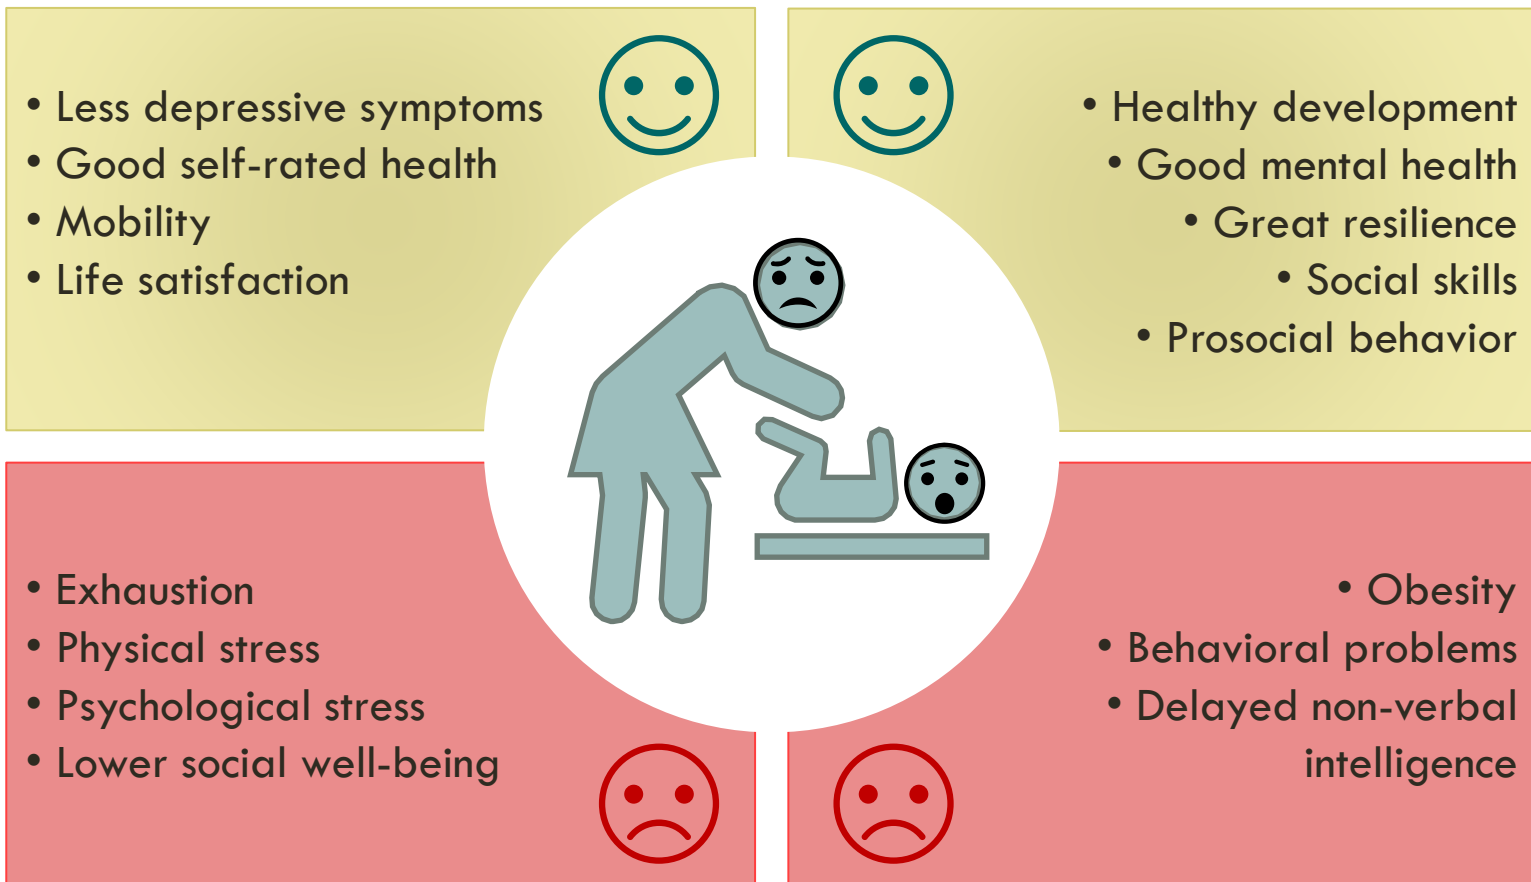 • Less depressive symptoms
• Good self-rated health
• Mobility
• Life satisfaction
• Healthy development
• Good mental health
• Great resilience
• Social skills
• Prosocial behavior
• Exhaustion
• Physical stress
• Psychological stress
• Lower social well-being
• Obesity
• Behavioral problems
• Delayed non-verbal
intelligence